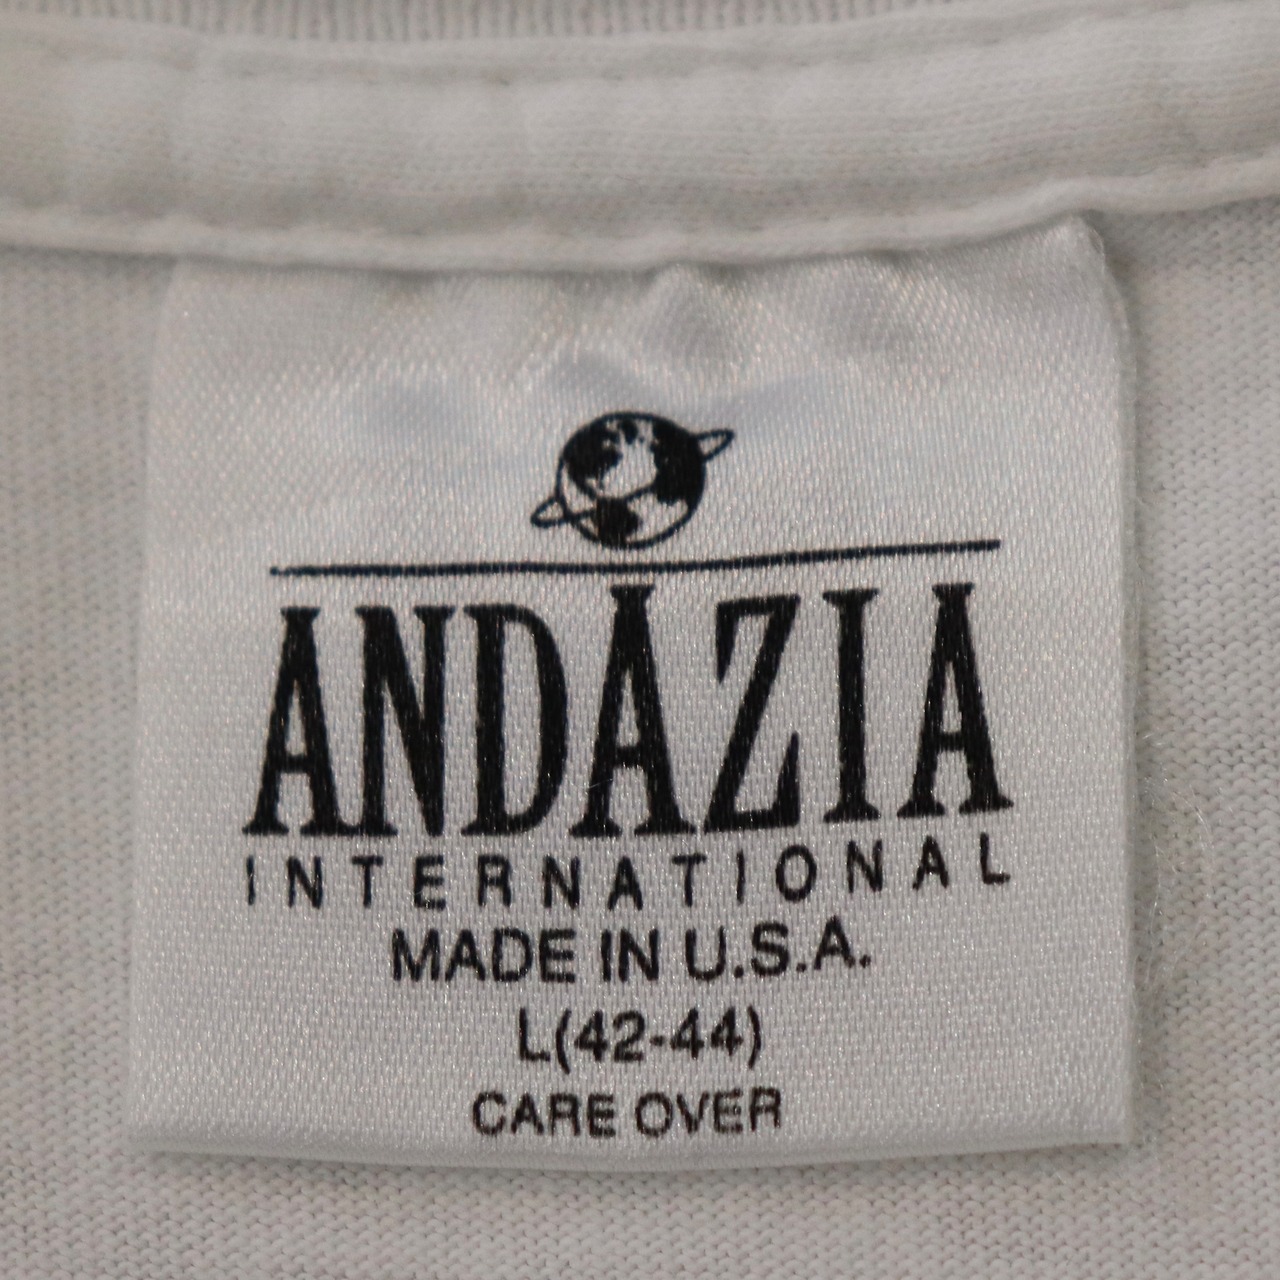 ANDAZIA
INTERNATIONAL
MADE IN U.S.A.
L(42-44)
CARE OVER